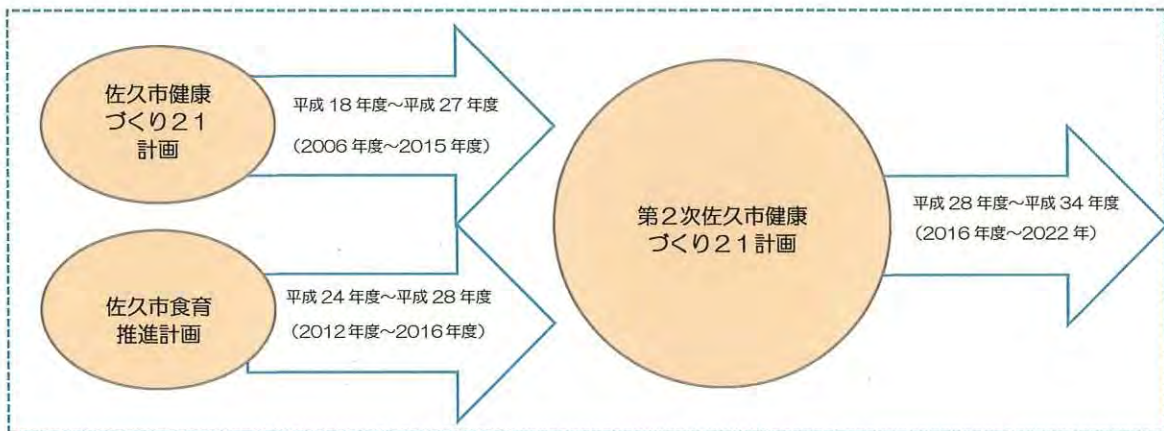 佐久市健康
づくり２１
計画
平成 18 年度～平成 27 年度
（2006 年度～2015 年度）
佐久市食育
推進計画
平成 24 年度～平成 28 年度
（2012 年度～2016 年度）
第２次佐久市健康
づくり２１計画
平成 28 年度～平成 34 年度
（2016 年度～2022 年）